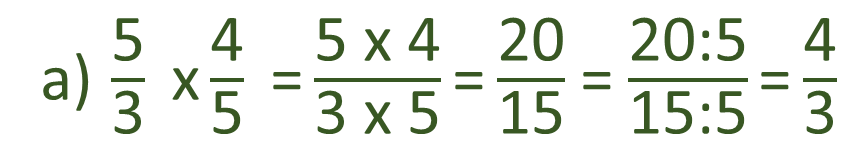 a) 5/3 x 4/5 = 5 x 4/3 x 5 = 20/15 = 20:5/15:5 = 4/3